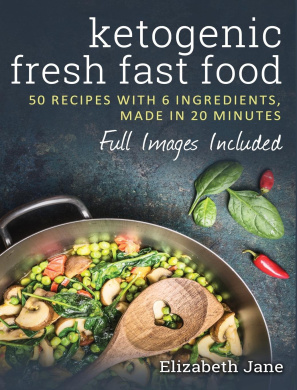 ketogenic
fresh fast food
50 RECIPES WITH 6 INGREDIENTS,
MADE IN 20 MINUTES
Full Images Included
Elizabeth Jane